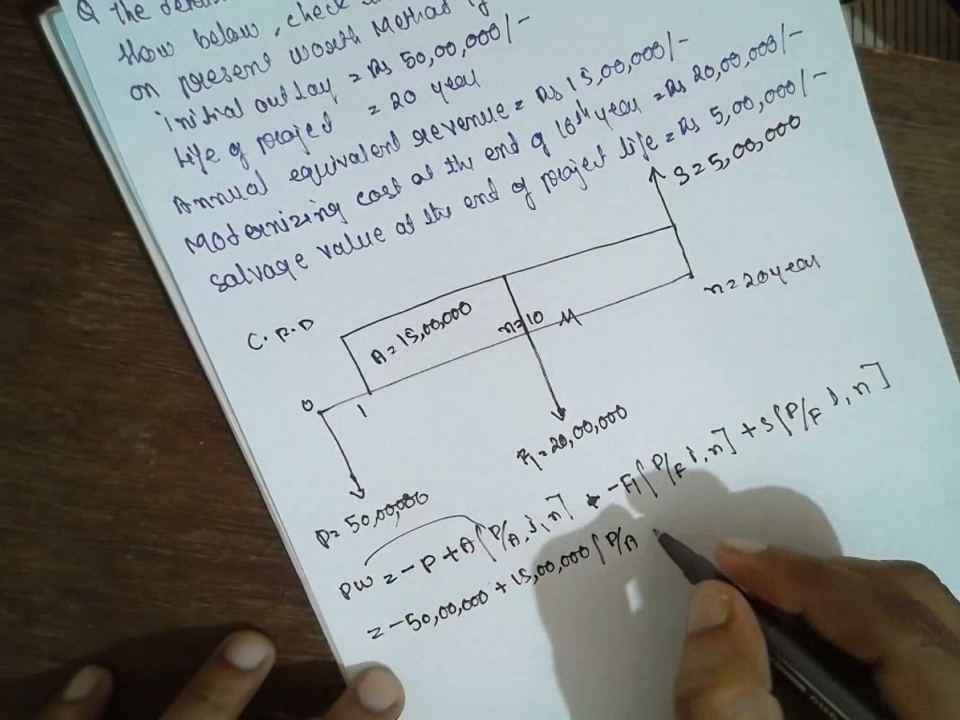 Q the
show below, check
on present worth Method if
initial outlay = Rs 50,00,000/-
life of project = 20 year
Annual equivalent revenue = Rs 15,00,000/-
Modernizing cost at the end of 10th year = Rs 20,00,000/-
salvage value at the end of project life = Rs 5,00,000/-
S = 5,00,000
C.F.D
A = 15,00,000
n=10 M
n = 20 year
0 1
F1 = 20,00,000
P = 50,00,000
PW = -P + A [P/A, i, n] - F1 [P/F i, n] + S [P/F i, n]
= -50,00,000 + 15,00,000 [P/A